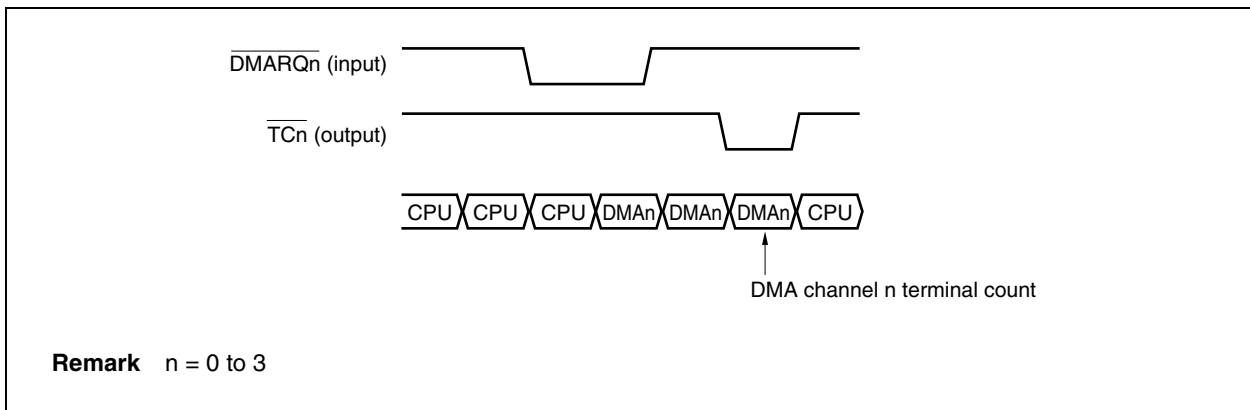 DMARQn (input)
TCn (output)
CPU CPU CPU DMAn DMAn DMAn CPU
DMA channel n terminal count
Remark n = 0 to 3